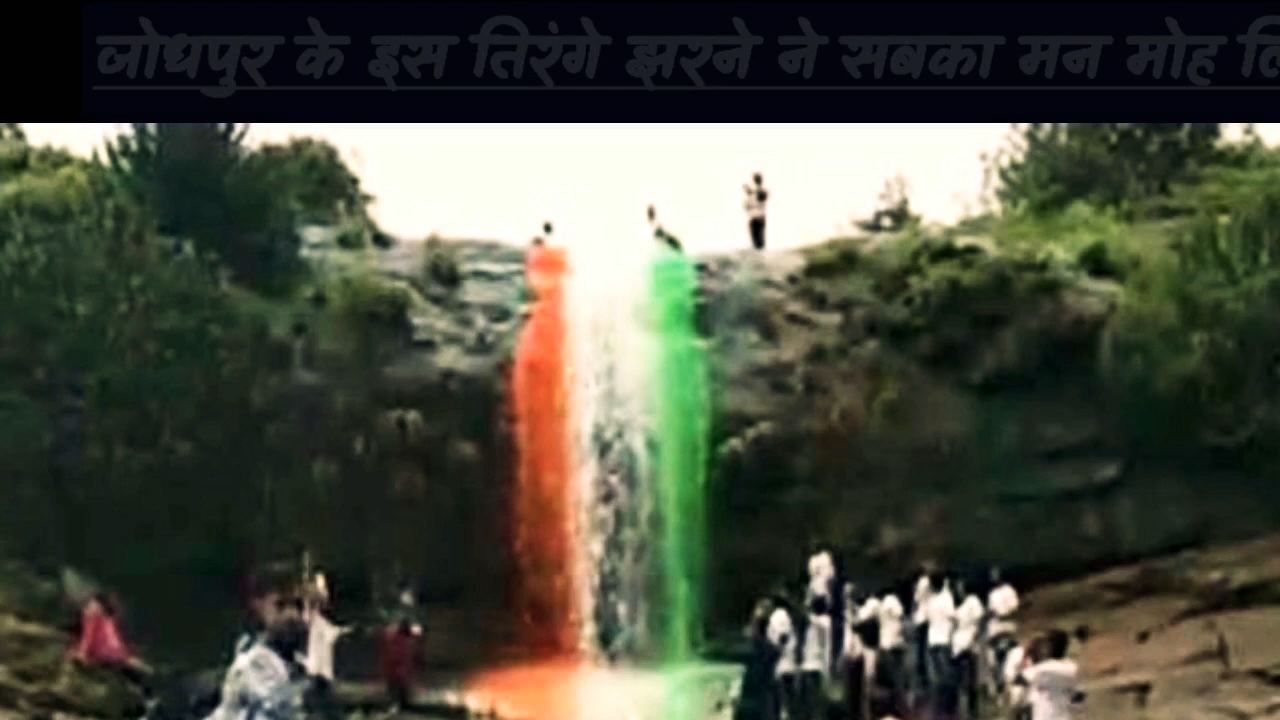 जोधपुर के इस तिरंगे झरने ने सबका मन मोह लि